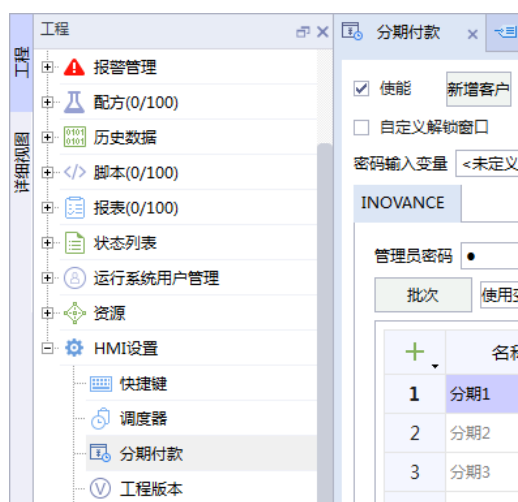 工程
详细视图
工程
报警管理
配方(0/100)
历史数据
脚本(0/100)
报表(0/100)
状态列表
运行系统用户管理
资源
HMI设置
快捷键
调度器
分期付款
工程版本
分期付款
使能 新增客户
自定义解锁窗口
密码输入变量 <未定义
INOVANCE
管理员密码 ●
批次 使用
名称
1 分期1
2 分期2
3 分期3